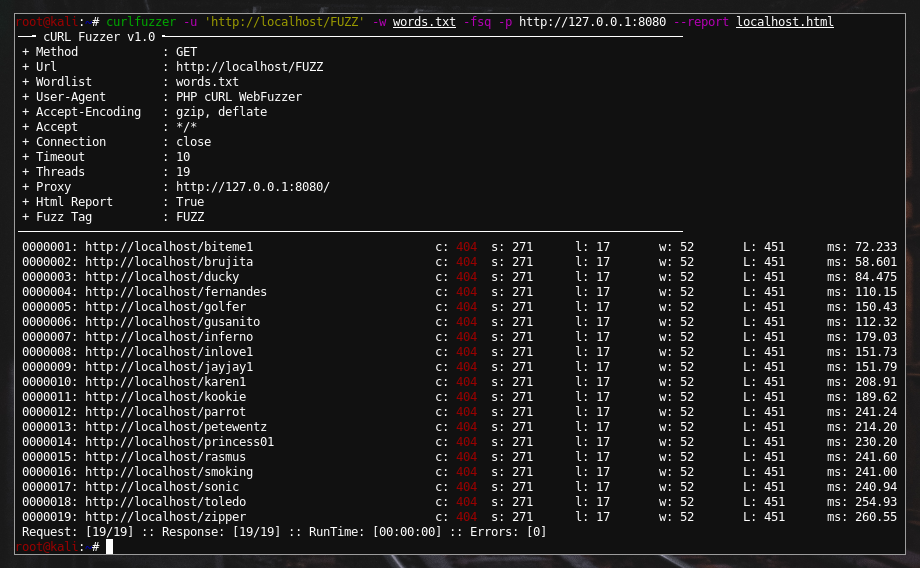 root@kali: # curlfuzzer -u 'http://localhost/FUZZ' -w words.txt -fsq -p http://127.0.0.1:8080 --report localhost.html
cURL Fuzzer v1.0
+ Method : GET
+ Url : http://localhost/FUZZ
+ Wordlist : words.txt
+ User-Agent : PHP cURL WebFuzzer
+ Accept-Encoding : gzip, deflate
+ Accept : */*
+ Connection : close
+ Timeout : 10
+ Threads : 19
+ Proxy : http://127.0.0.1:8080/
+ Html Report : True
+ Fuzz Tag : FUZZ
0000001: http://localhost/biteme1 c: 404 s: 271 l: 17 w: 52 L: 451 ms: 72.233
0000002: http://localhost/brujita c: 404 s: 271 l: 17 w: 52 L: 451 ms: 58.601
0000003: http://localhost/ducky c: 404 s: 271 l: 17 w: 52 L: 451 ms: 84.475
0000004: http://localhost/fernandes c: 404 s: 271 l: 17 w: 52 L: 451 ms: 110.15
0000005: http://localhost/golfer c: 404 s: 271 l: 17 w: 52 L: 451 ms: 150.43
0000006: http://localhost/gusanito c: 404 s: 271 l: 17 w: 52 L: 451 ms: 112.32
0000007: http://localhost/inferno c: 404 s: 271 l: 17 w: 52 L: 451 ms: 179.03
0000008: http://localhost/inlove1 c: 404 s: 271 l: 17 w: 52 L: 451 ms: 151.73
0000009: http://localhost/jayjay1 c: 404 s: 271 l: 17 w: 52 L: 451 ms: 151.79
0000010: http://localhost/karen1 c: 404 s: 271 l: 17 w: 52 L: 451 ms: 208.91
0000011: http://localhost/kookie c: 404 s: 271 l: 17 w: 52 L: 451 ms: 189.62
0000012: http://localhost/parrot c: 404 s: 271 l: 17 w: 52 L: 451 ms: 241.24
0000013: http://localhost/petewentz c: 404 s: 271 l: 17 w: 52 L: 451 ms: 214.20
0000014: http://localhost/princess01 c: 404 s: 271 l: 17 w: 52 L: 451 ms: 230.20
0000015: http://localhost/rasmus c: 404 s: 271 l: 17 w: 52 L: 451 ms: 241.60
0000016: http://localhost/smoking c: 404 s: 271 l: 17 w: 52 L: 451 ms: 241.00
0000017: http://localhost/sonic c: 404 s: 271 l: 17 w: 52 L: 451 ms: 240.94
0000018: http://localhost/toledo c: 404 s: 271 l: 17 w: 52 L: 451 ms: 254.93
0000019: http://localhost/zipper c: 404 s: 271 l: 17 w: 52 L: 451 ms: 260.55
Request: [19/19] :: Response: [19/19] :: RunTime: [00:00:00] :: Errors: [0]
root@kali: #